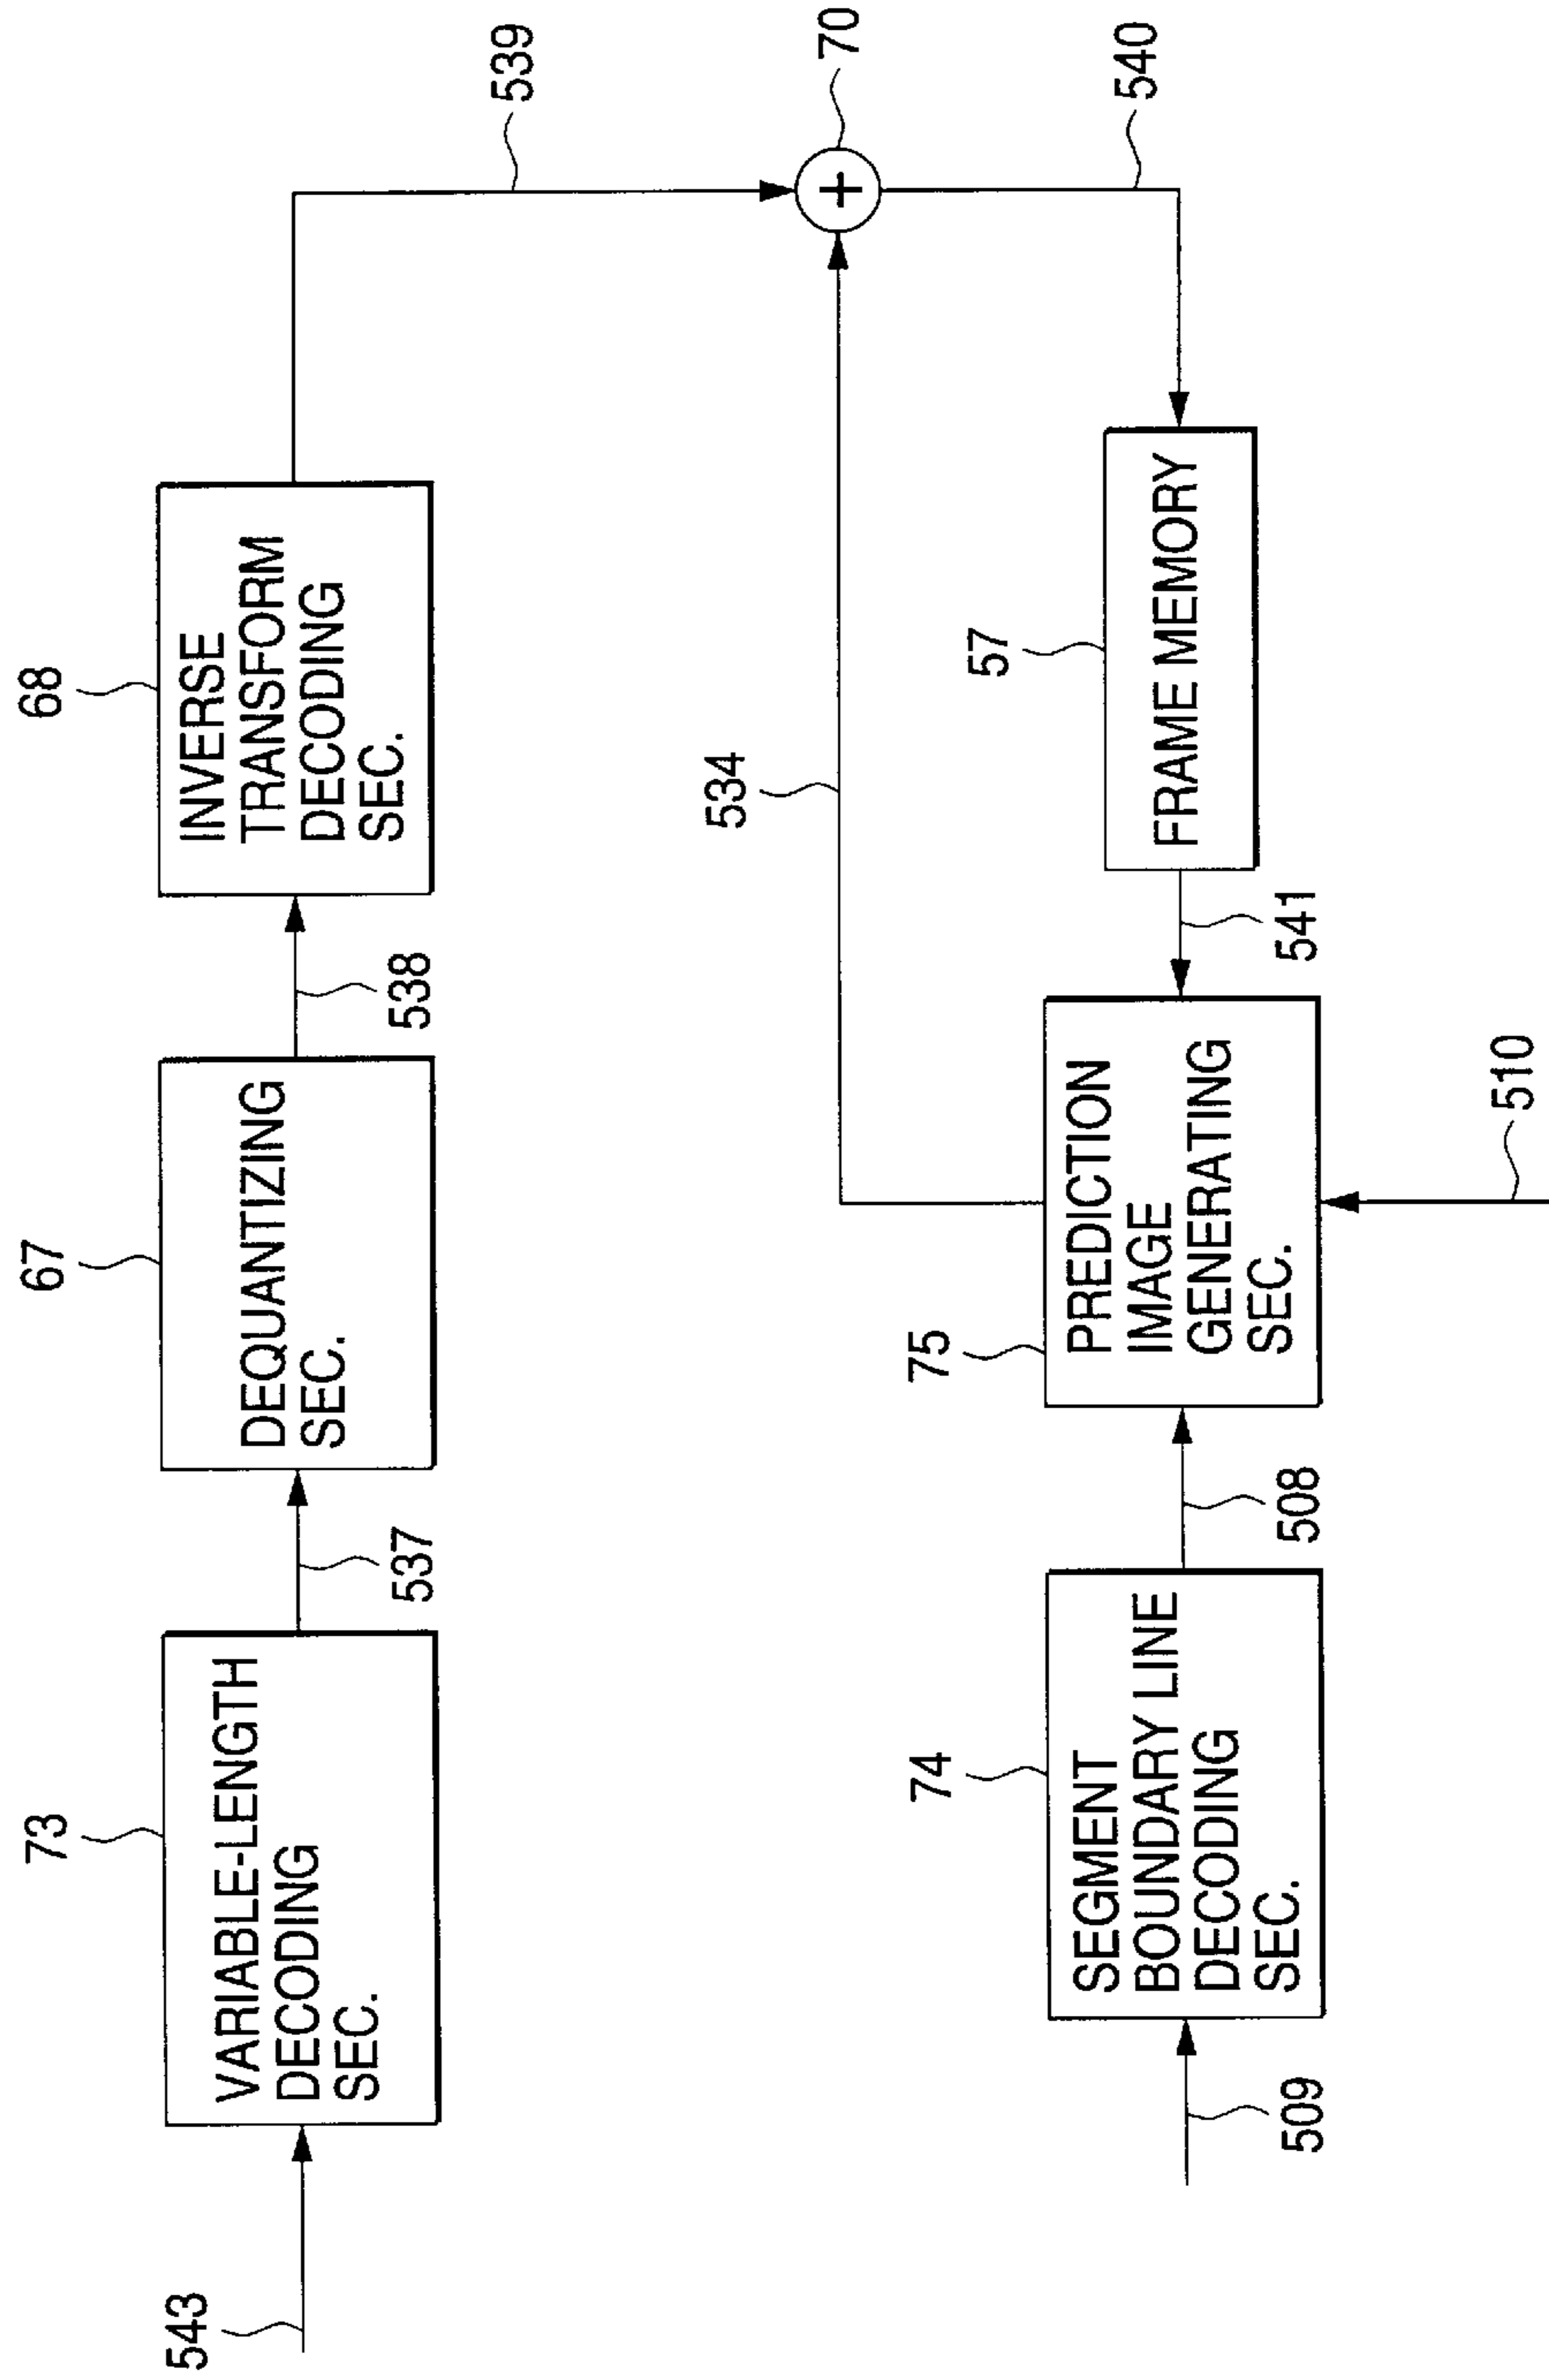 73
67
68
VARIABLE-LENGTH
DECODING
SEC.
DEQUANTIZING
SEC.
INVERSE
TRANSFORM
DECODING
SEC.
543
537
538
539
534
70
+
74
75
57
SEGMENT
BOUNDARY LINE
DECODING
SEC.
PREDICTION
IMAGE
GENERATING
SEC.
FRAME MEMORY
540
509
508
541
510